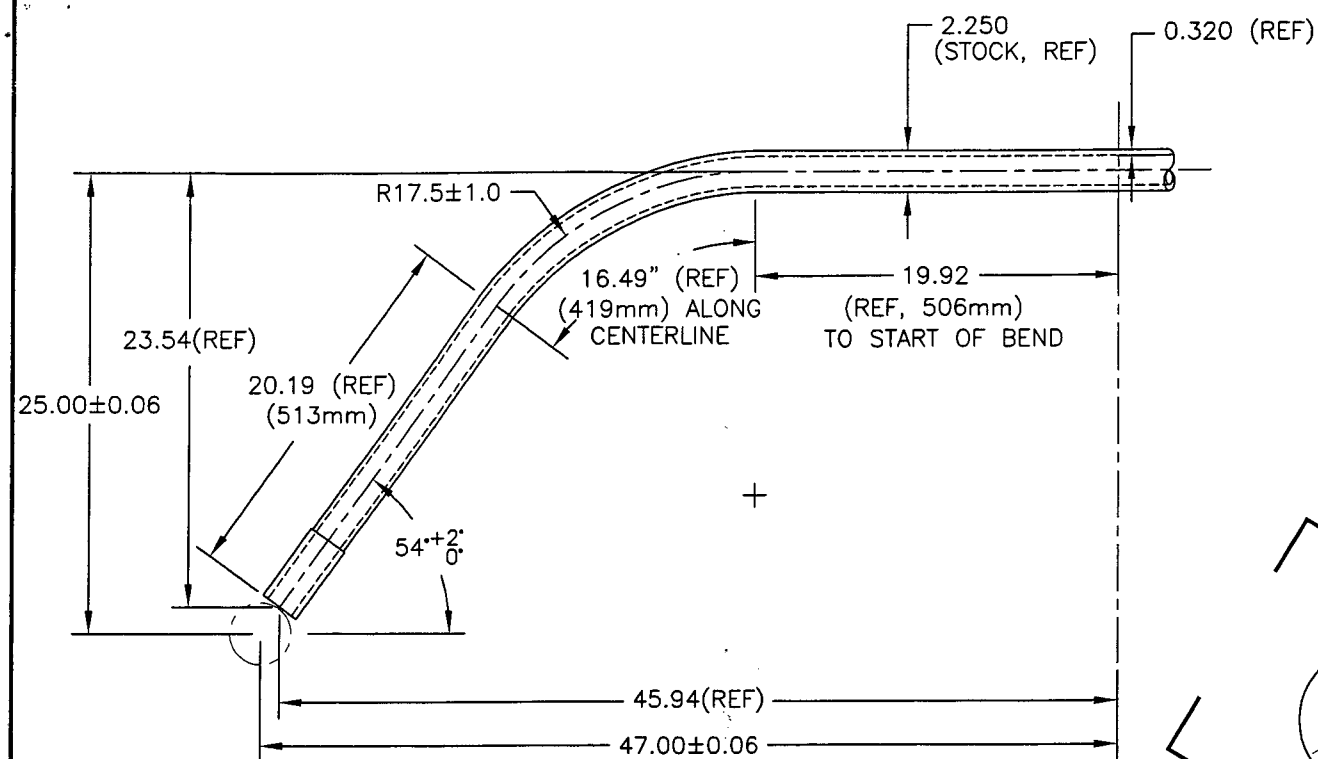 2.250
(STOCK, REF)
0.320 (REF)
R17.5±1.0
16.49" (REF)
(419mm) ALONG
CENTERLINE
19.92
(REF, 506mm)
TO START OF BEND
23.54(REF)
20.19 (REF)
(513mm)
25.00±0.06
54°+2°
0°
45.94(REF)
47.00±0.06